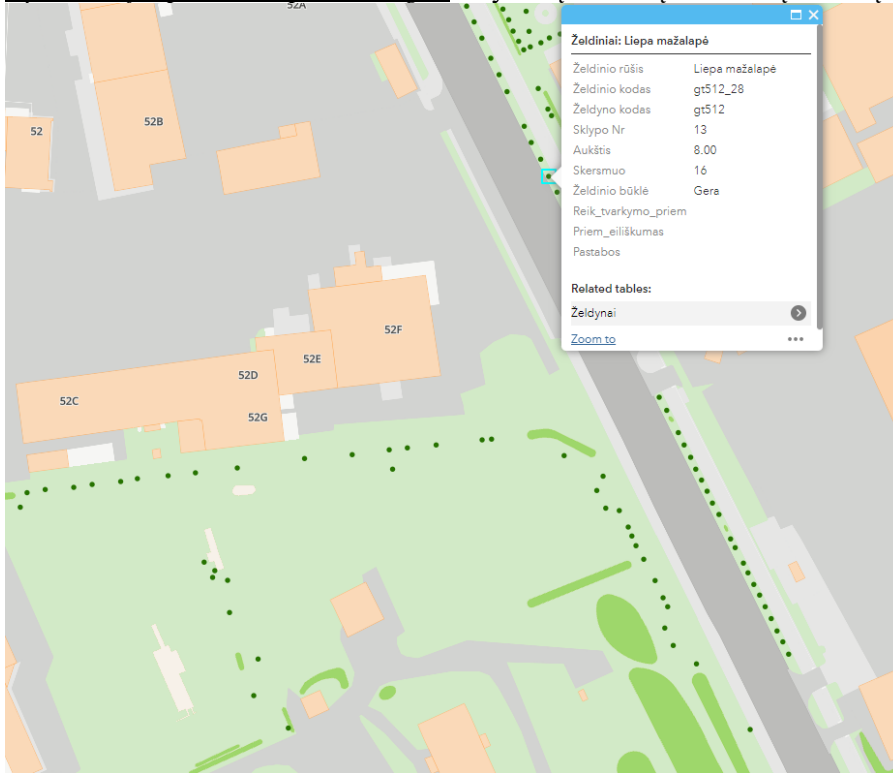 52A
52
52B
52F
52E
52D
52C
52G
Želdiniai: Liepa mažalapė
Želdinio rūšis Liepa mažalapė
Želdinio kodas gt512_28
Želdyno kodas gt512
Sklypo Nr 13
Aukštis 8.00
Skersmuo 16
Želdinio būklė Gera
Reik_tvarkymo_priem
Priem_eiliškumas
Pastabos
Related tables:
Želdynai
Zoom to